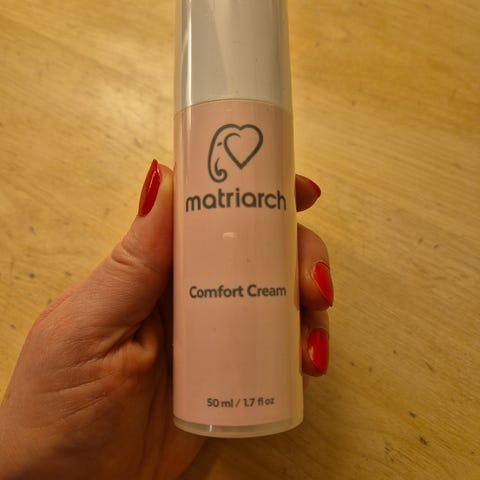 matriarch
Comfort Cream
50 ml / 1.7 fl oz